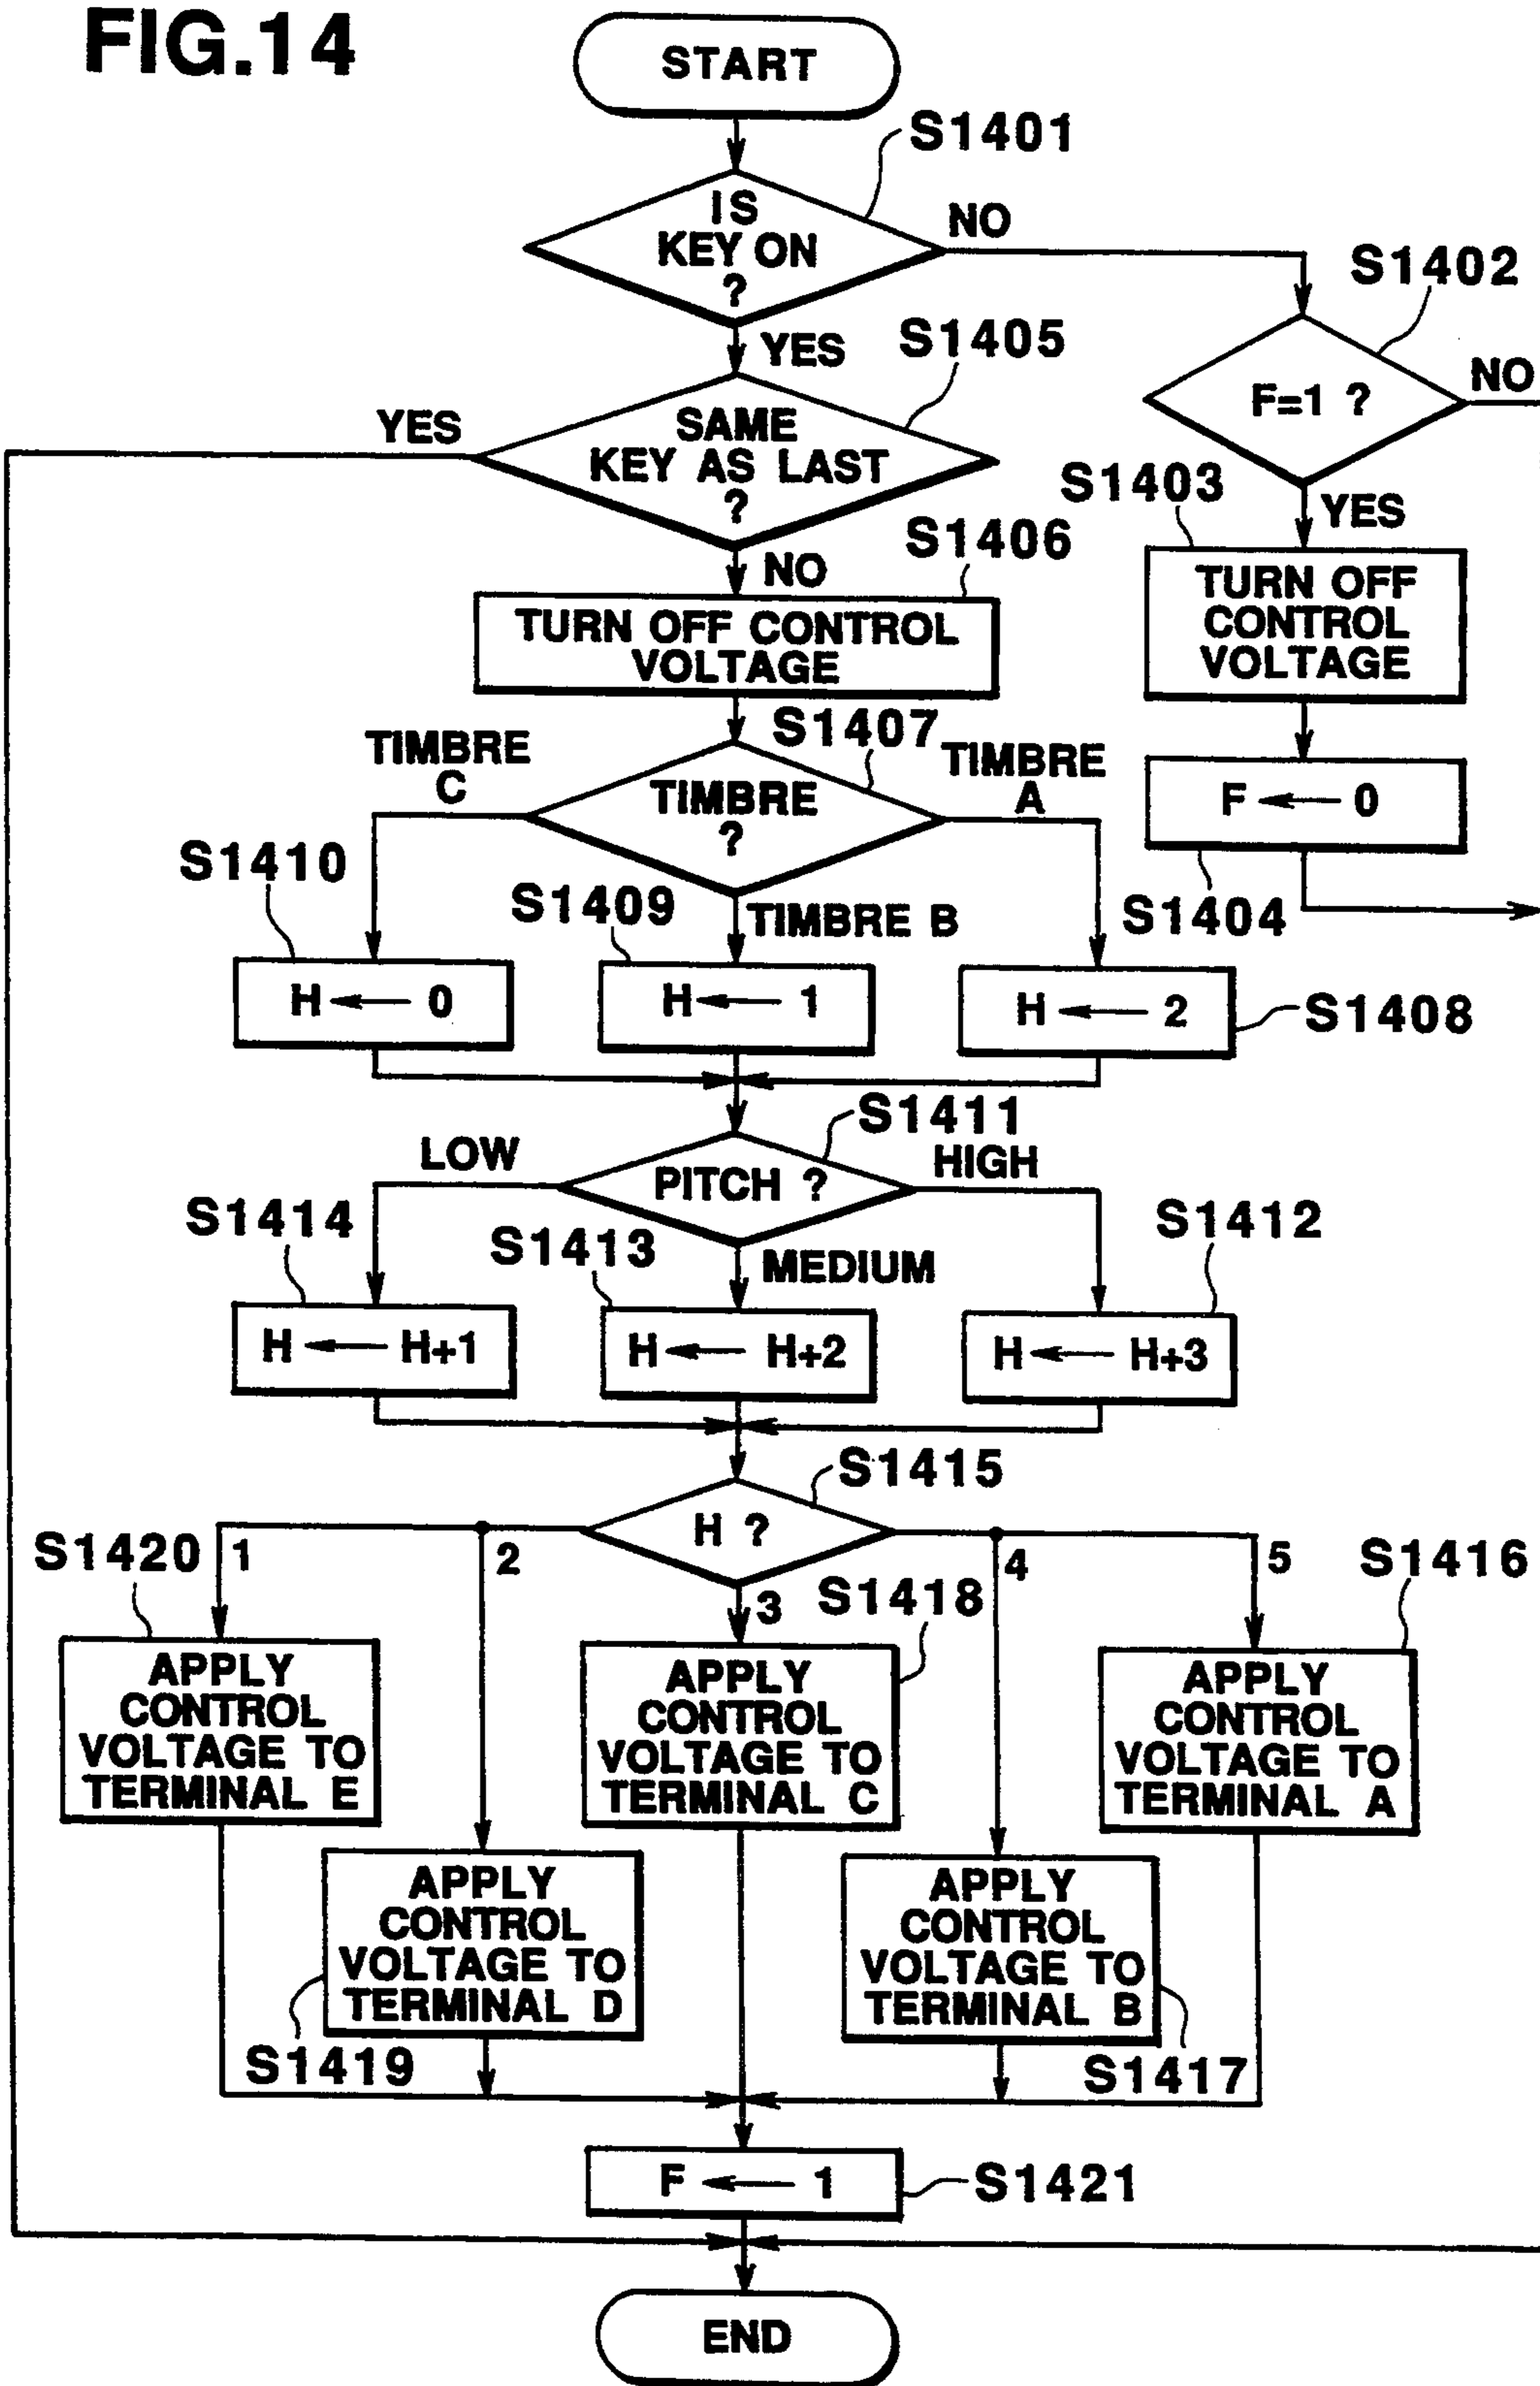 FIG.14
START
S1401
IS
KEY ON
?
NO
S1402
YES
S1405
F=1 ?
NO
YES
SAME
KEY AS LAST
?
S1403
YES
S1406
NO
TURN OFF
CONTROL
VOLTAGE
TURN OFF CONTROL
VOLTAGE
S1407
TIMBRE
C
TIMBRE
A
TIMBRE
?
F ← 0
S1410
S1409
TIMBRE B
S1404
H ← 0
H ← 1
H ← 2
S1408
S1411
LOW
HIGH
PITCH ?
S1414
S1413
MEDIUM
S1412
H ← H+1
H ← H+2
H ← H+3
S1415
H ?
S1420
1
2
3
S1418
4
5
S1416
APPLY
CONTROL
VOLTAGE TO
TERMINAL E
APPLY
CONTROL
VOLTAGE TO
TERMINAL C
APPLY
CONTROL
VOLTAGE TO
TERMINAL A
APPLY
CONTROL
VOLTAGE TO
TERMINAL D
APPLY
CONTROL
VOLTAGE TO
TERMINAL B
S1419
S1417
F ← 1
S1421
END